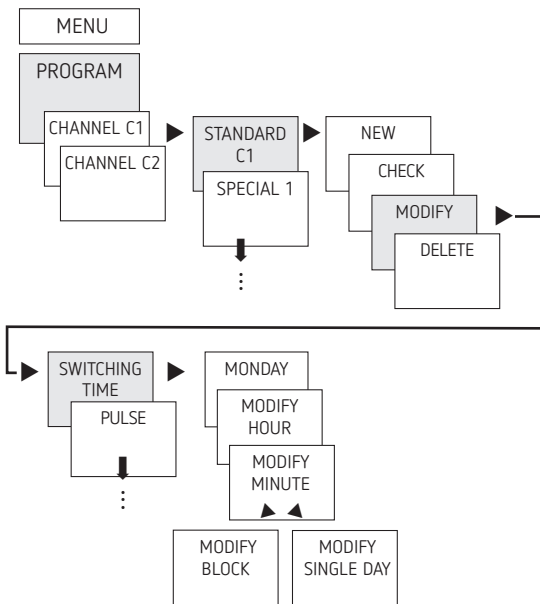 MENU
PROGRAM
CHANNEL C1
CHANNEL C2
STANDARD
C1
SPECIAL 1
NEW
CHECK
MODIFY
DELETE
SWITCHING
TIME
PULSE
MONDAY
MODIFY
HOUR
MODIFY
MINUTE
MODIFY
BLOCK
MODIFY
SINGLE DAY